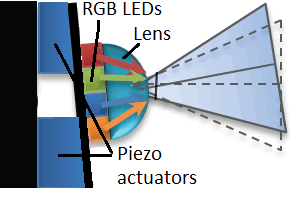 RGB LEDs
Lens
Piezo
actuators